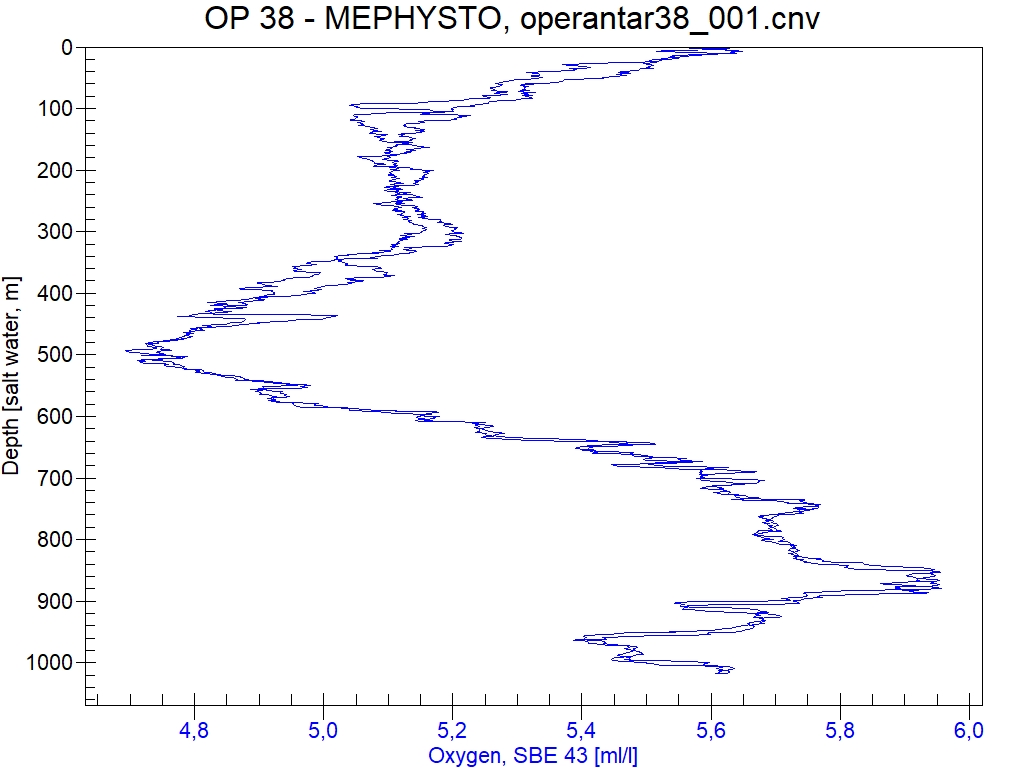 OP 38 - MEPHYSTO, operantar38_001.cnv
0
100
200
300
400
500
600
700
800
900
1000
Depth [salt water, m]
4,8 5,0 5,2 5,4 5,6 5,8 6,0
Oxygen, SBE 43 [ml/l]